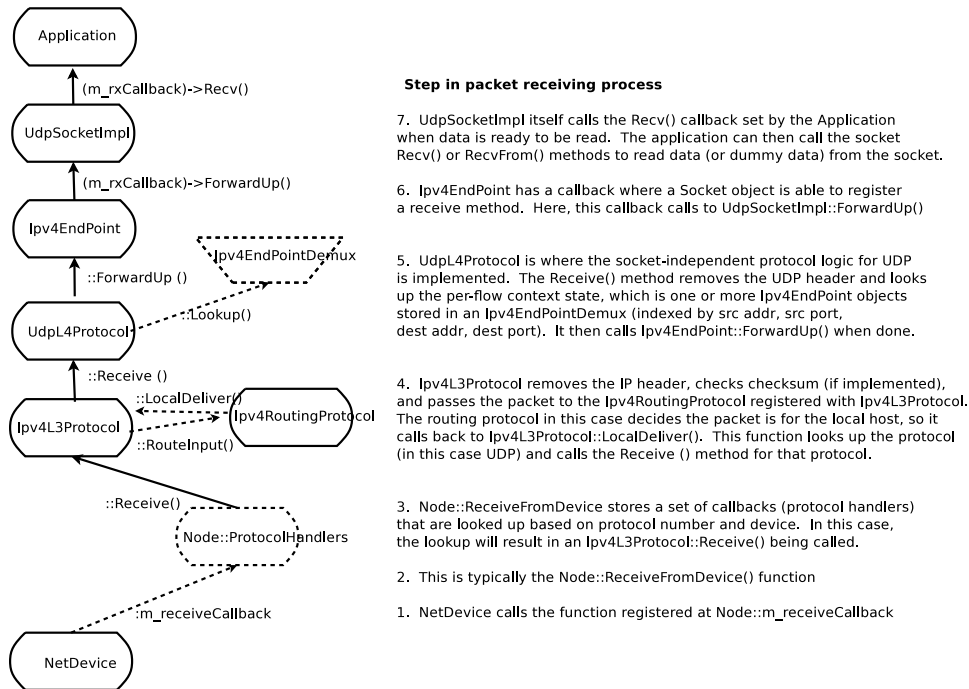 Application
(m_rxCallback)->Recv()
UdpSocketImpl
(m_rxCallback)->ForwardUp()
Ipv4EndPoint
Ipv4EndPointDemux
::ForwardUp ()
::Lookup()
UdpL4Protocol
::Receive ()
::LocalDeliver()
Ipv4L3Protocol
Ipv4RoutingProtocol
::RouteInput()
::Receive()
Node::ProtocolHandlers
:m_receiveCallback
NetDevice
Step in packet receiving process
7. UdpSocketImpl itself calls the Recv() callback set by the Application
when data is ready to be read. The application can then call the socket
Recv() or RecvFrom() methods to read data (or dummy data) from the socket.
6. Ipv4EndPoint has a callback where a Socket object is able to register
a receive method. Here, this callback calls to UdpSocketImpl::ForwardUp()
5. UdpL4Protocol is where the socket-independent protocol logic for UDP
is implemented. The Receive() method removes the UDP header and looks
up the per-flow context state, which is one or more Ipv4EndPoint objects
stored in an Ipv4EndPointDemux (indexed by src addr, src port,
dest addr, dest port). It then calls Ipv4EndPoint::ForwardUp() when done.
4. Ipv4L3Protocol removes the IP header, checks checksum (if implemented),
and passes the packet to the Ipv4RoutingProtocol registered with Ipv4L3Protocol.
The routing protocol in this case decides the packet is for the local host, so it
calls back to Ipv4L3Protocol::LocalDeliver(). This function looks up the protocol
(in this case UDP) and calls the Receive () method for that protocol.
3. Node::ReceiveFromDevice stores a set of callbacks (protocol handlers)
that are looked up based on protocol number and device. In this case,
the lookup will result in an Ipv4L3Protocol::Receive() being called.
2. This is typically the Node::ReceiveFromDevice() function
1. NetDevice calls the function registered at Node::m_receiveCallback